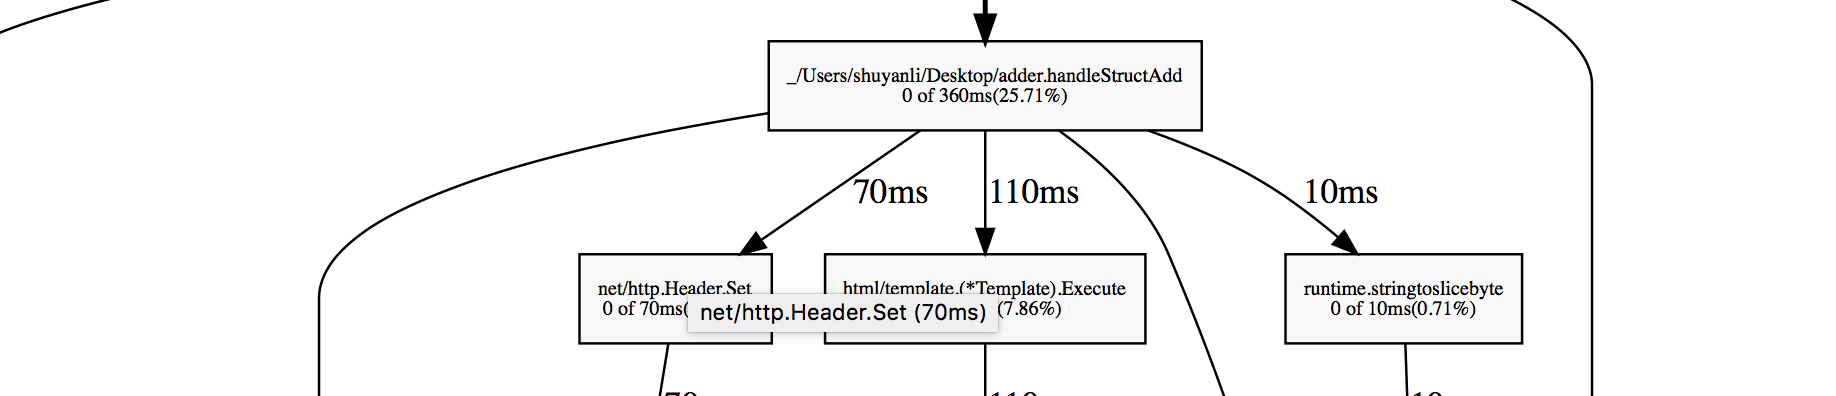 _/Users/shuyanli/Desktop/adder.handleStructAdd
0 of 360ms(25.71%)
70ms
110ms
10ms
net/http.Header.Set
0 of 70ms(
net/http.Header.Set (70ms)
html/template.(*Template).Execute
(7.86%)
runtime.stringtoslicebyte
0 of 10ms(0.71%)